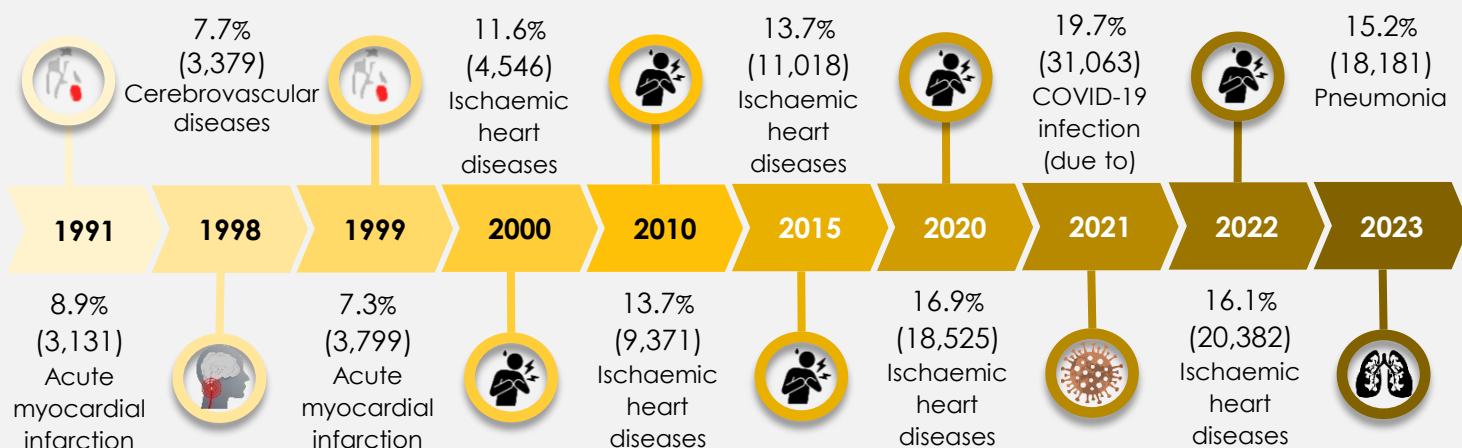 7.7%
(3,379)
Cerebrovascular
diseases
11.6%
(4,546)
Ischaemic
heart
diseases
13.7%
(11,018)
Ischaemic
heart
diseases
19.7%
(31,063)
COVID-19
infection
(due to)
15.2%
(18,181)
Pneumonia
1991
1998
1999
2000
2010
2015
2020
2021
2022
2023
8.9%
(3,131)
Acute
myocardial
infarction
7.3%
(3,799)
Acute
myocardial
infarction
13.7%
(9,371)
Ischaemic
heart
diseases
16.9%
(18,525)
Ischaemic
heart
diseases
16.1%
(20,382)
Ischaemic
heart
diseases